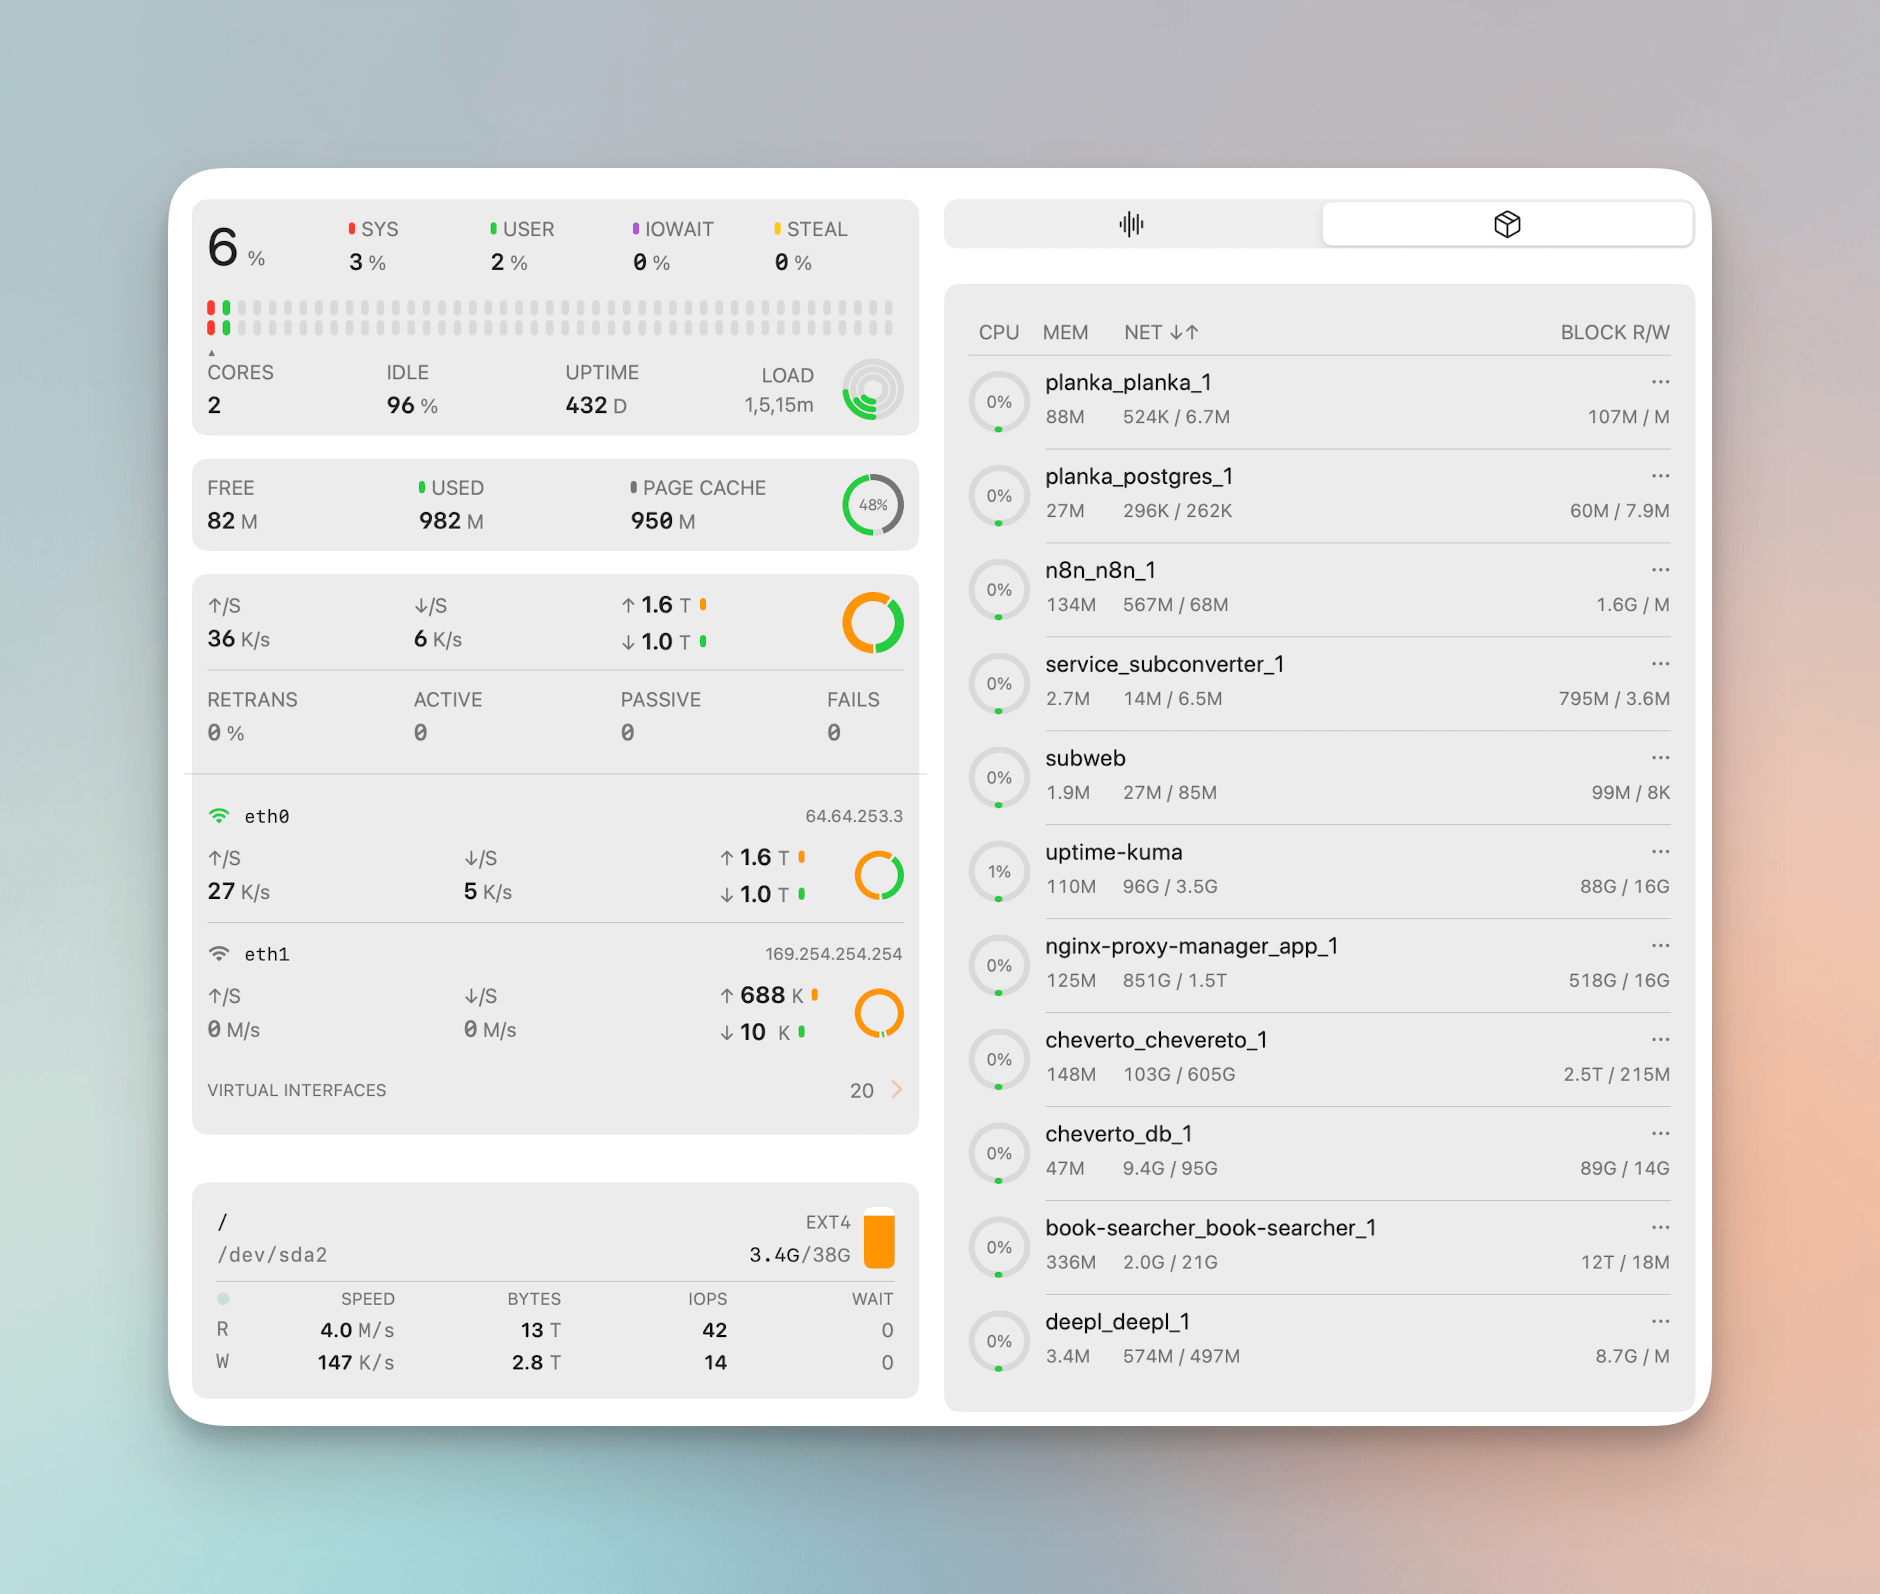 6 %
SYS USER IOWAIT STEAL
3 % 2 % 0 % 0 %
CORES IDLE UPTIME LOAD
2 96 % 432 D 1,5,15m
FREE USED PAGE CACHE
82 M 982 M 950 M 48%
↑/S ↓/S ↑ 1.6 T
36 K/s 6 K/s ↓ 1.0 T
RETRANS ACTIVE PASSIVE FAILS
0 % 0 0 0
eth0 64.64.253.3
↑/S ↓/S ↑ 1.6 T
27 K/s 5 K/s ↓ 1.0 T
eth1 169.254.254.254
↑/S ↓/S ↑ 688 K
0 M/s 0 M/s ↓ 10 K
VIRTUAL INTERFACES 20
/ EXT4
/dev/sda2 3.4G/38G
SPEED BYTES IOPS WAIT
R 4.0 M/s 13 T 42 0
W 147 K/s 2.8 T 14 0
CPU MEM NET ↓↑ BLOCK R/W
planka_planka_1 ...
0% 88M 524K / 6.7M 107M / M
planka_postgres_1 ...
0% 27M 296K / 262K 60M / 7.9M
n8n_n8n_1 ...
0% 134M 567M / 68M 1.6G / M
service_subconverter_1 ...
0% 2.7M 14M / 6.5M 795M / 3.6M
subweb ...
0% 1.9M 27M / 85M 99M / 8K
uptime-kuma ...
1% 110M 96G / 3.5G 88G / 16G
nginx-proxy-manager_app_1 ...
0% 125M 851G / 1.5T 518G / 16G
cheverto_chevereto_1 ...
0% 148M 103G / 605G 2.5T / 215M
cheverto_db_1 ...
0% 47M 9.4G / 95G 89G / 14G
book-searcher_book-searcher_1 ...
0% 336M 2.0G / 21G 12T / 18M
deepl_deepl_1 ...
0% 3.4M 574M / 497M 8.7G / M